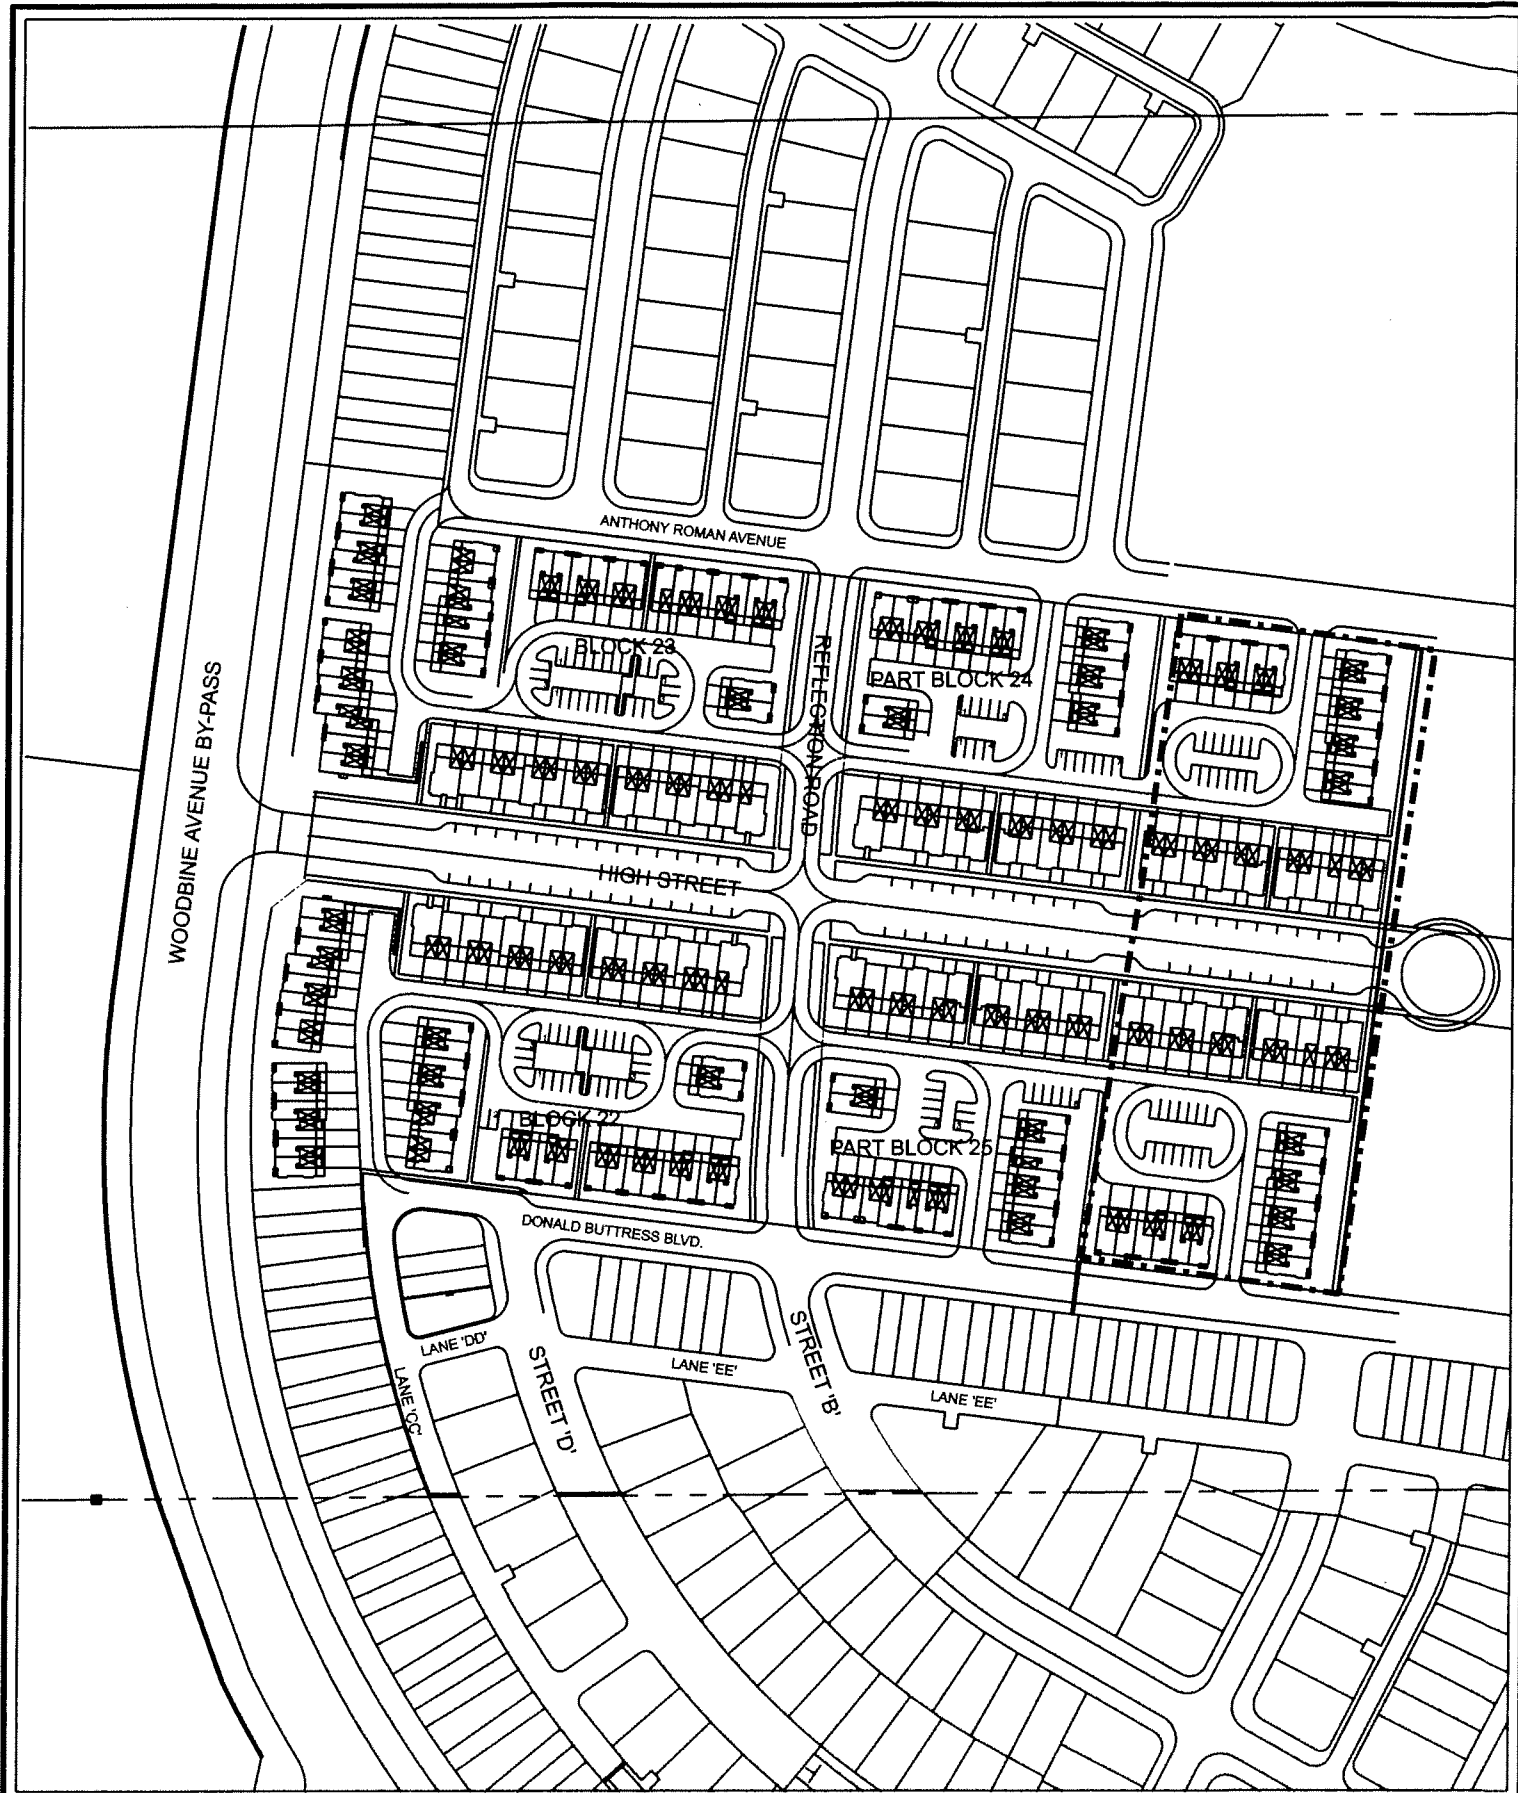 ANTHONY ROMAN AVENUE
BLOCK 23
REFLECTION ROAD
PART BLOCK 24
WOODBINE AVENUE BY-PASS
HIGH STREET
BLOCK 22
PART BLOCK 25
DONALD BUTTRESS BLVD.
LANE 'DD'
STREET 'D'
LANE 'EE'
STREET 'B'
LANE 'EE'
LANE 'CC'